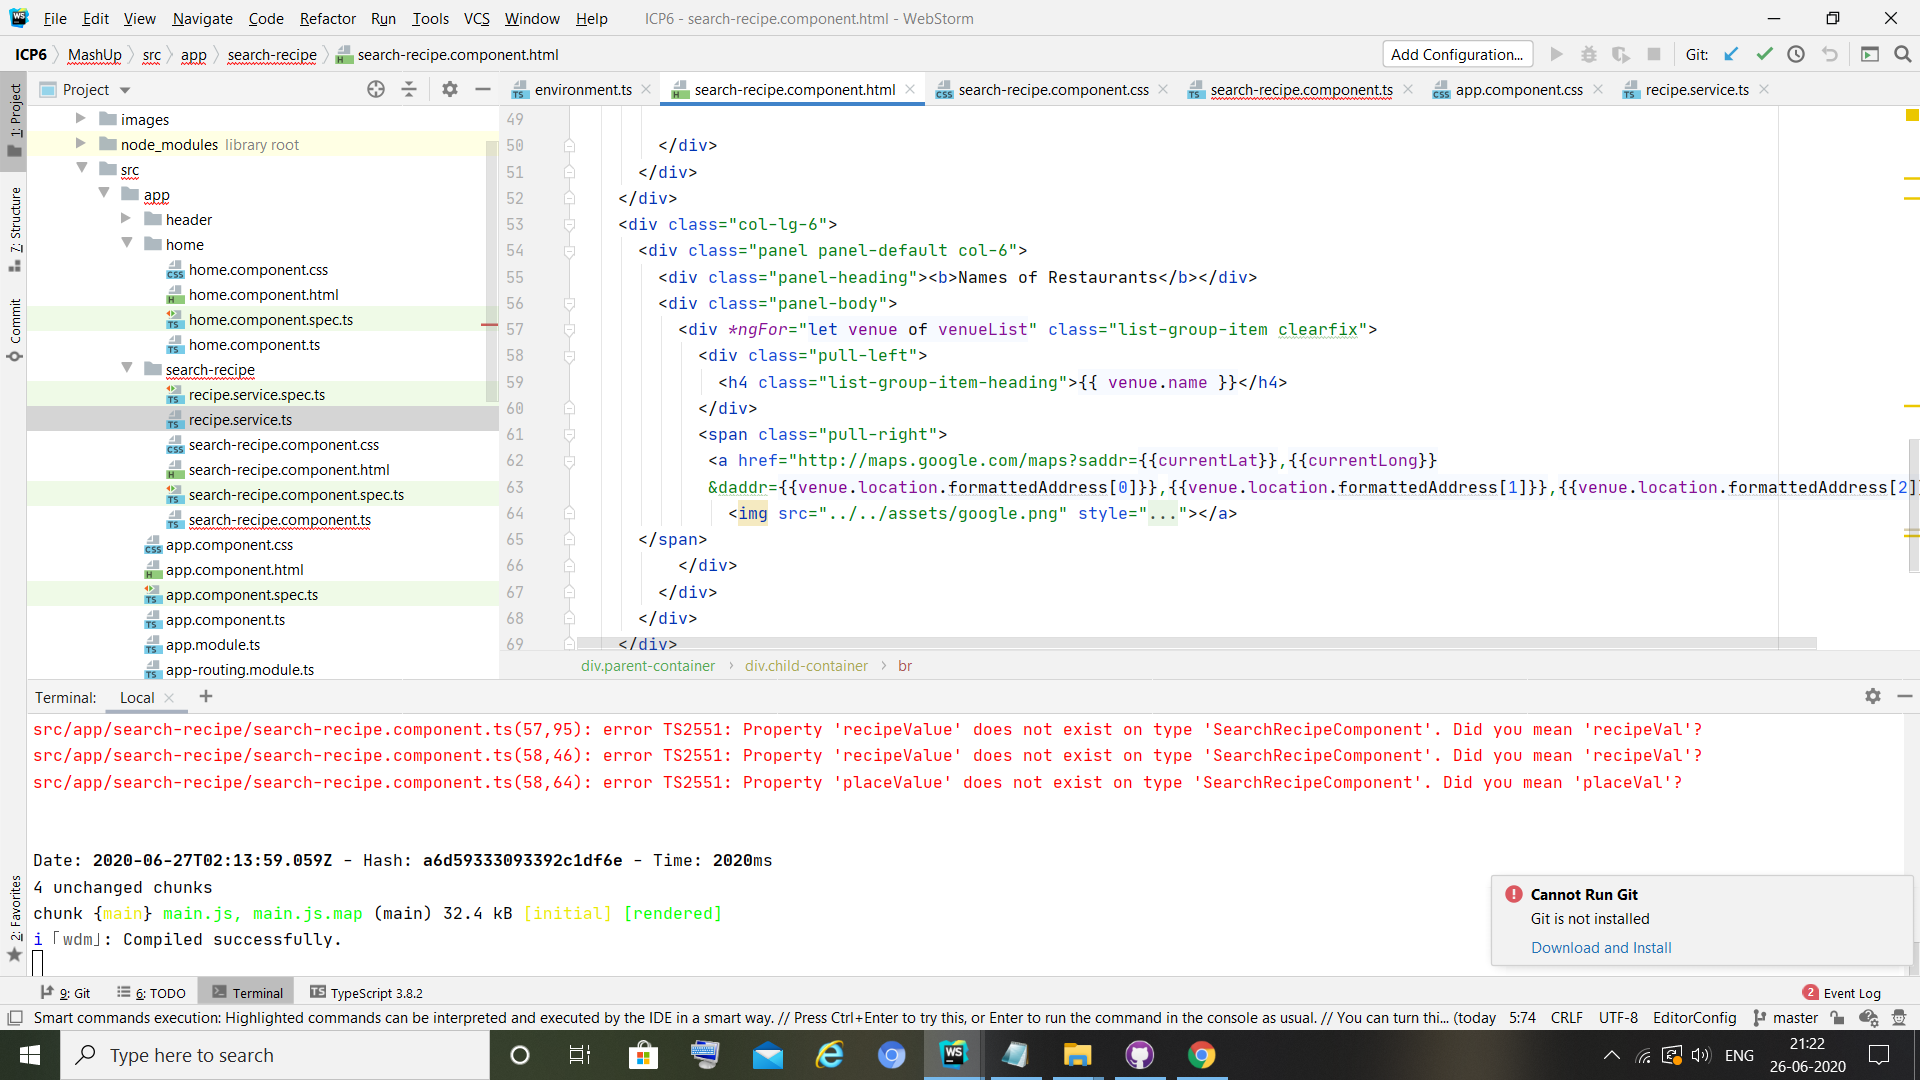 File Edit View Navigate Code Refactor Run Tools VCS Window Help ICP6 - search-recipe.component.html - WebStorm
ICP6 MashUp src app search-recipe search-recipe.component.html Add Configuration... Git:
1: Project
7: Structure
Commit
2: Favorites
Project
environment.ts search-recipe.component.html search-recipe.component.css search-recipe.component.ts app.component.css recipe.service.ts
images
node_modules library root
src
app
header
home
home.component.css
home.component.html
home.component.spec.ts
home.component.ts
search-recipe
recipe.service.spec.ts
recipe.service.ts
search-recipe.component.css
search-recipe.component.html
search-recipe.component.spec.ts
search-recipe.component.ts
app.component.css
app.component.html
app.component.spec.ts
app.component.ts
app.module.ts
app-routing.module.ts
49
50 </div>
51 </div>
52 </div>
53 <div class="col-lg-6">
54 <div class="panel panel-default col-6">
55 <div class="panel-heading"><b>Names of Restaurants</b></div>
56 <div class="panel-body">
57 <div *ngFor="let venue of venueList" class="list-group-item clearfix">
58 <div class="pull-left">
59 <h4 class="list-group-item-heading">{{ venue.name }}</h4>
60 </div>
61 <span class="pull-right">
62 <a href="http://maps.google.com/maps?saddr={{currentLat}},{{currentLong}}
63 &daddr={{venue.location.formattedAddress[0]}},{{venue.location.formattedAddress[1]}},{{venue.location.formattedAddress[2]
64 <img src="../../assets/google.png" style="..."></a>
65 </span>
66 </div>
67 </div>
68 </div>
69 </div>
div.parent-container div.child-container br
Terminal: Local
src/app/search-recipe/search-recipe.component.ts(57,95): error TS2551: Property 'recipeValue' does not exist on type 'SearchRecipeComponent'. Did you mean 'recipeVal'?
src/app/search-recipe/search-recipe.component.ts(58,46): error TS2551: Property 'recipeValue' does not exist on type 'SearchRecipeComponent'. Did you mean 'recipeVal'?
src/app/search-recipe/search-recipe.component.ts(58,64): error TS2551: Property 'placeValue' does not exist on type 'SearchRecipeComponent'. Did you mean 'placeVal'?
Date: 2020-06-27T02:13:59.059Z - Hash: a6d59333093392c1df6e - Time: 2020ms
4 unchanged chunks
chunk {main} main.js, main.js.map (main) 32.4 kB [initial] [rendered]
i ｢wdm｣: Compiled successfully.
Cannot Run Git
Git is not installed
Download and Install
9: Git 6: TODO Terminal TypeScript 3.8.2 2 Event Log
Smart commands execution: Highlighted commands can be interpreted and executed by the IDE in a smart way. // Press Ctrl+Enter to try this, or Enter to run the command in the console as usual. // You can turn thi... (today 5:74 CRLF UTF-8 EditorConfig master
Type here to search
ENG
21:22
26-06-2020